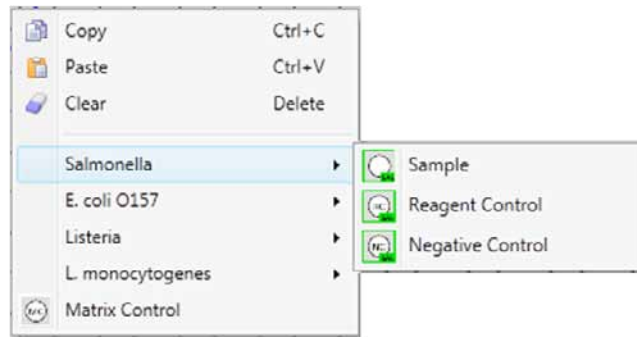 Copy Ctrl+C
Paste Ctrl+V
Clear Delete
Salmonella
E. coli O157
Listeria
L. monocytogenes
Matrix Control
Sample
Reagent Control
Negative Control